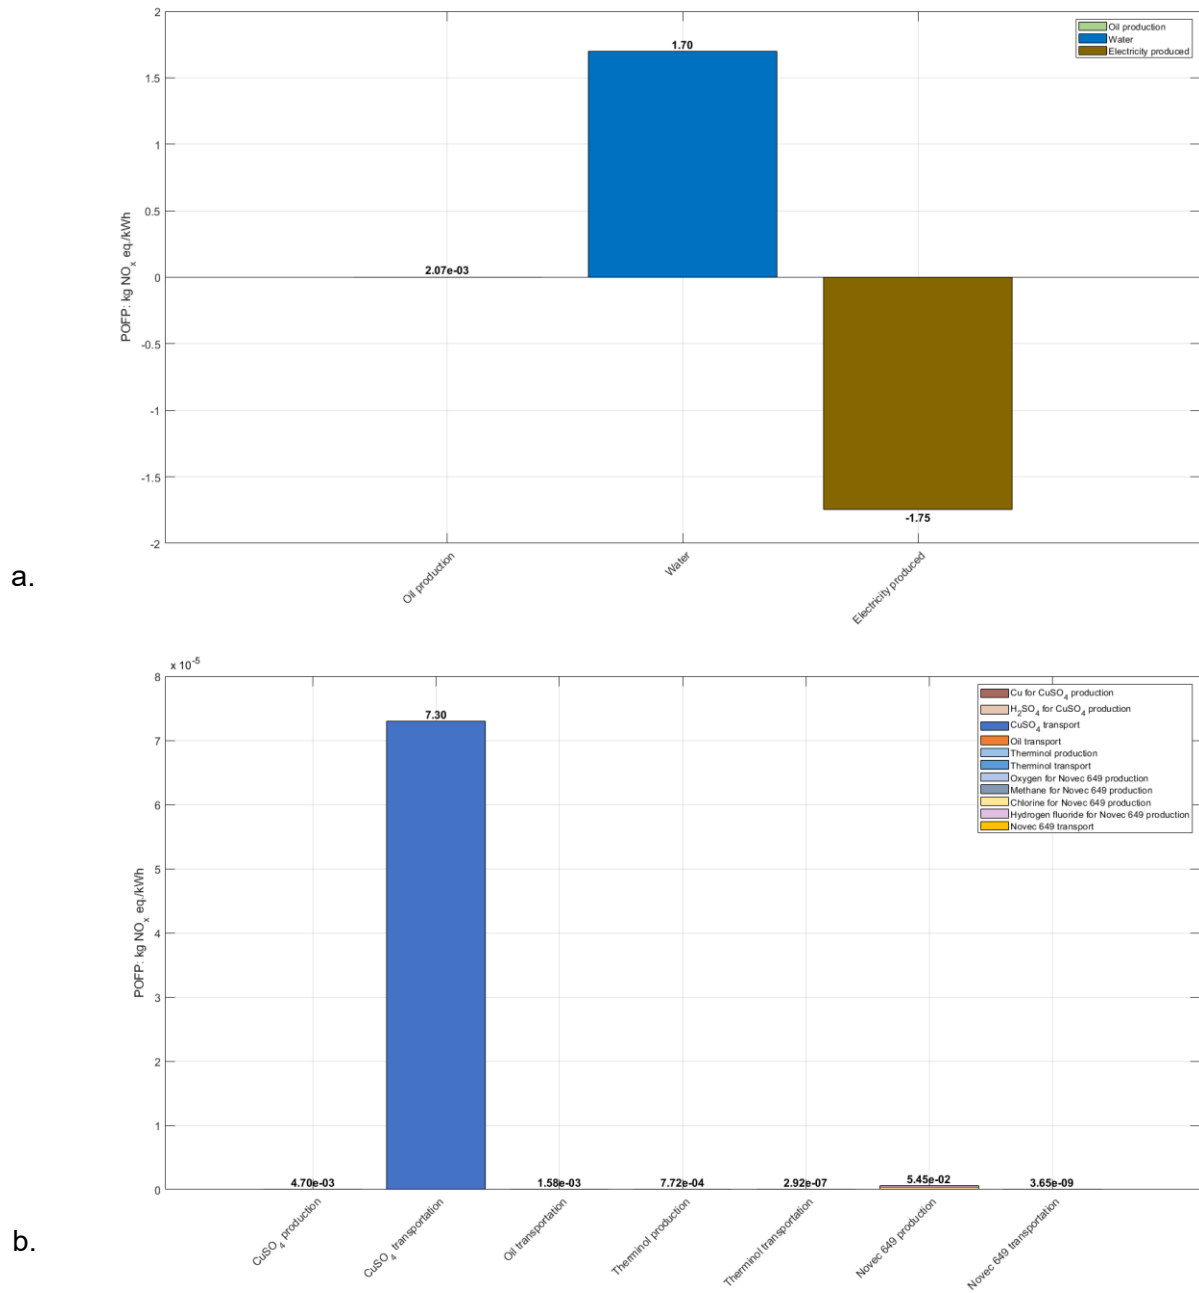 2
1.5
1
0.5
0
-0.5
-1
-1.5
-2
POFP: kg NOx eq./kWh
2.07e-03
1.70
-1.75
Oil production
Water
Electricity produced
Oil production
Water
Electricity produced
a.
x 10-5
8
7
6
5
4
3
2
1
0
POFP: kg NOx eq./kWh
4.70e-03
7.30
1.58e-03
7.72e-04
2.92e-07
5.45e-02
3.65e-09
Cu for CuSO4 production
H2SO4 for CuSO4 production
CuSO4 transport
Oil transport
Therminol production
Therminol transport
Oxygen for Novec 649 production
Methane for Novec 649 production
Chlorine for Novec 649 production
Hydrogen fluoride for Novec 649 production
Novec 649 transport
CuSO4 production
CuSO4 transportation
Oil transportation
Therminol production
Therminol transportation
Novec 649 production
Novec 649 transportation
b.